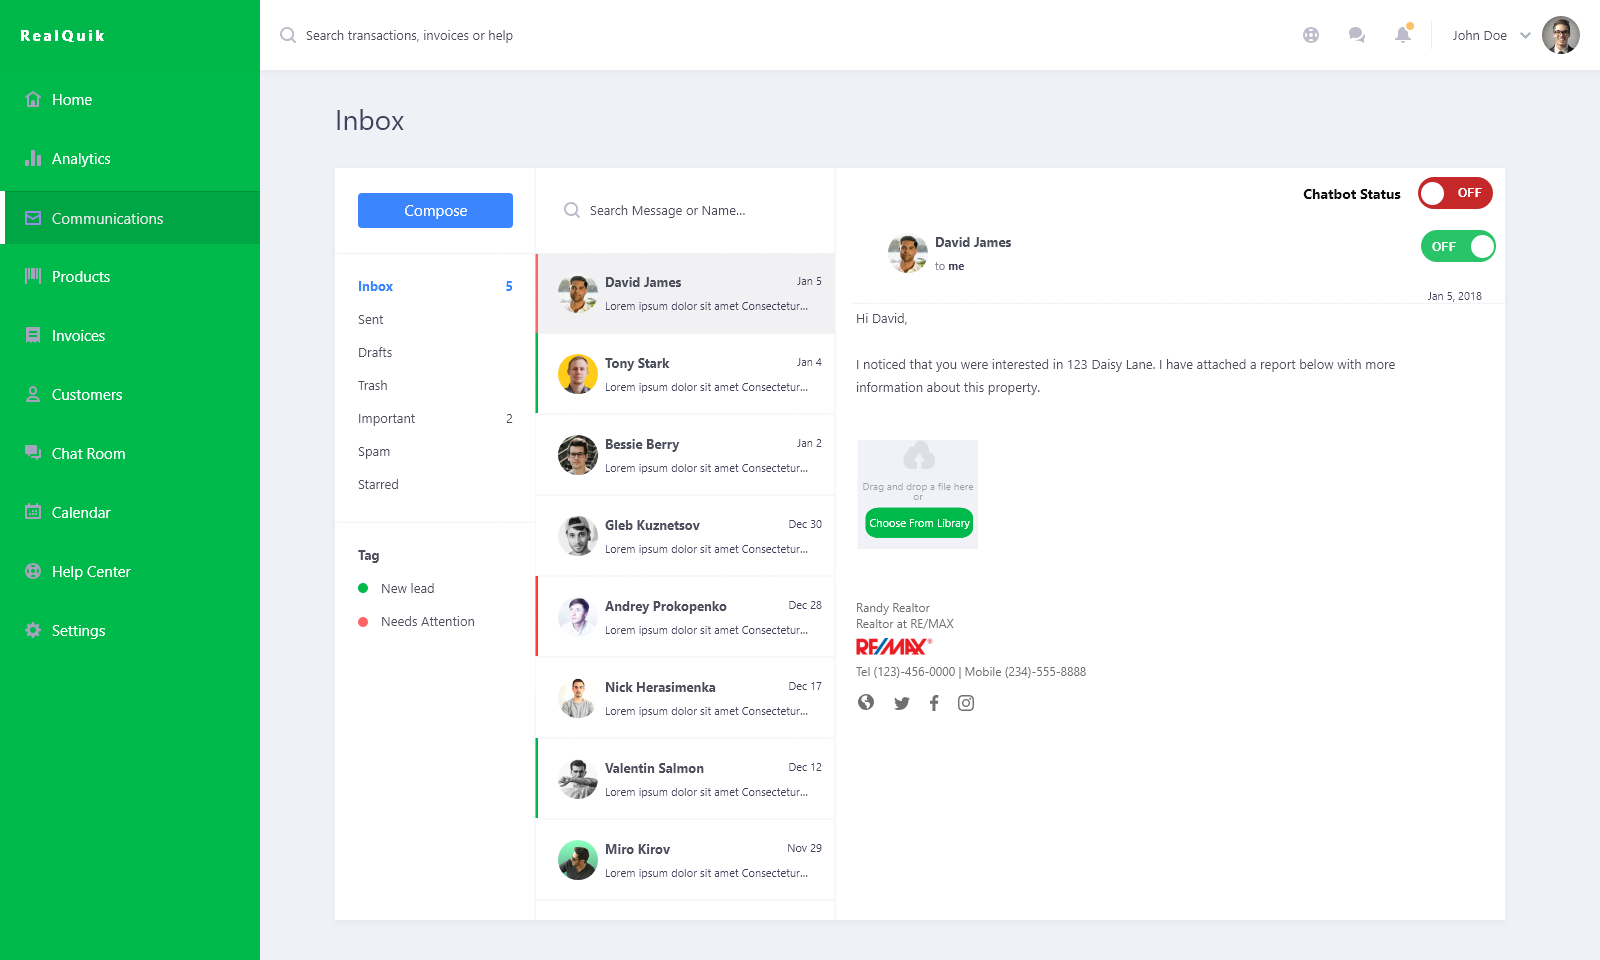 RealQuik
Search transactions, invoices or help
John Doe
Home
Analytics
Communications
Products
Invoices
Customers
Chat Room
Calendar
Help Center
Settings
Inbox
Compose
Inbox 5
Sent
Drafts
Trash
Important 2
Spam
Starred
Tag
New lead
Needs Attention
Search Message or Name...
David James Jan 5
Lorem ipsum dolor sit amet Consectetur...
Tony Stark Jan 4
Lorem ipsum dolor sit amet Consectetur...
Bessie Berry Jan 2
Lorem ipsum dolor sit amet Consectetur...
Gleb Kuznetsov Dec 30
Lorem ipsum dolor sit amet Consectetur...
Andrey Prokopenko Dec 28
Lorem ipsum dolor sit amet Consectetur...
Nick Herasimenka Dec 17
Lorem ipsum dolor sit amet Consectetur...
Valentin Salmon Dec 12
Lorem ipsum dolor sit amet Consectetur...
Miro Kirov Nov 29
Lorem ipsum dolor sit amet Consectetur...
Chatbot Status OFF
David James
to me
OFF
Jan 5, 2018
Hi David,
I noticed that you were interested in 123 Daisy Lane. I have attached a report below with more
information about this property.
Drag and drop a file here
or
Choose From Library
Randy Realtor
Realtor at RE/MAX
RE/MAX®
Tel (123)-456-0000 | Mobile (234)-555-8888